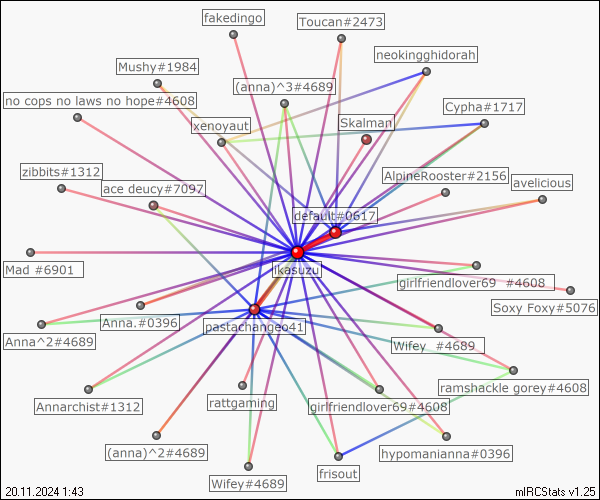 fakedingo
Toucan#2473
neokingghidorah
Mushy#1984
(anna)^3#4689
no cops no laws no hope#4608
Cypha#1717
xenoyaut
Skalman
zibbits#1312
AlpineRooster#2156
ace deucy#7097
avelicious
default#0617
Mad #6901
Ikasuzu
girlfriendlover69 #4608
Soxy Foxy#5076
Anna.#0396
pastachangeo41
Anna^2#4689
Wifey #4689
ramshackle gorey#4608
Annarchist#1312
rattgaming
girlfriendlover69#4608
(anna)^2#4689
hypomanianna#0396
frisout
Wifey#4689
20.11.2024 1:43
mIRCStats v1.25